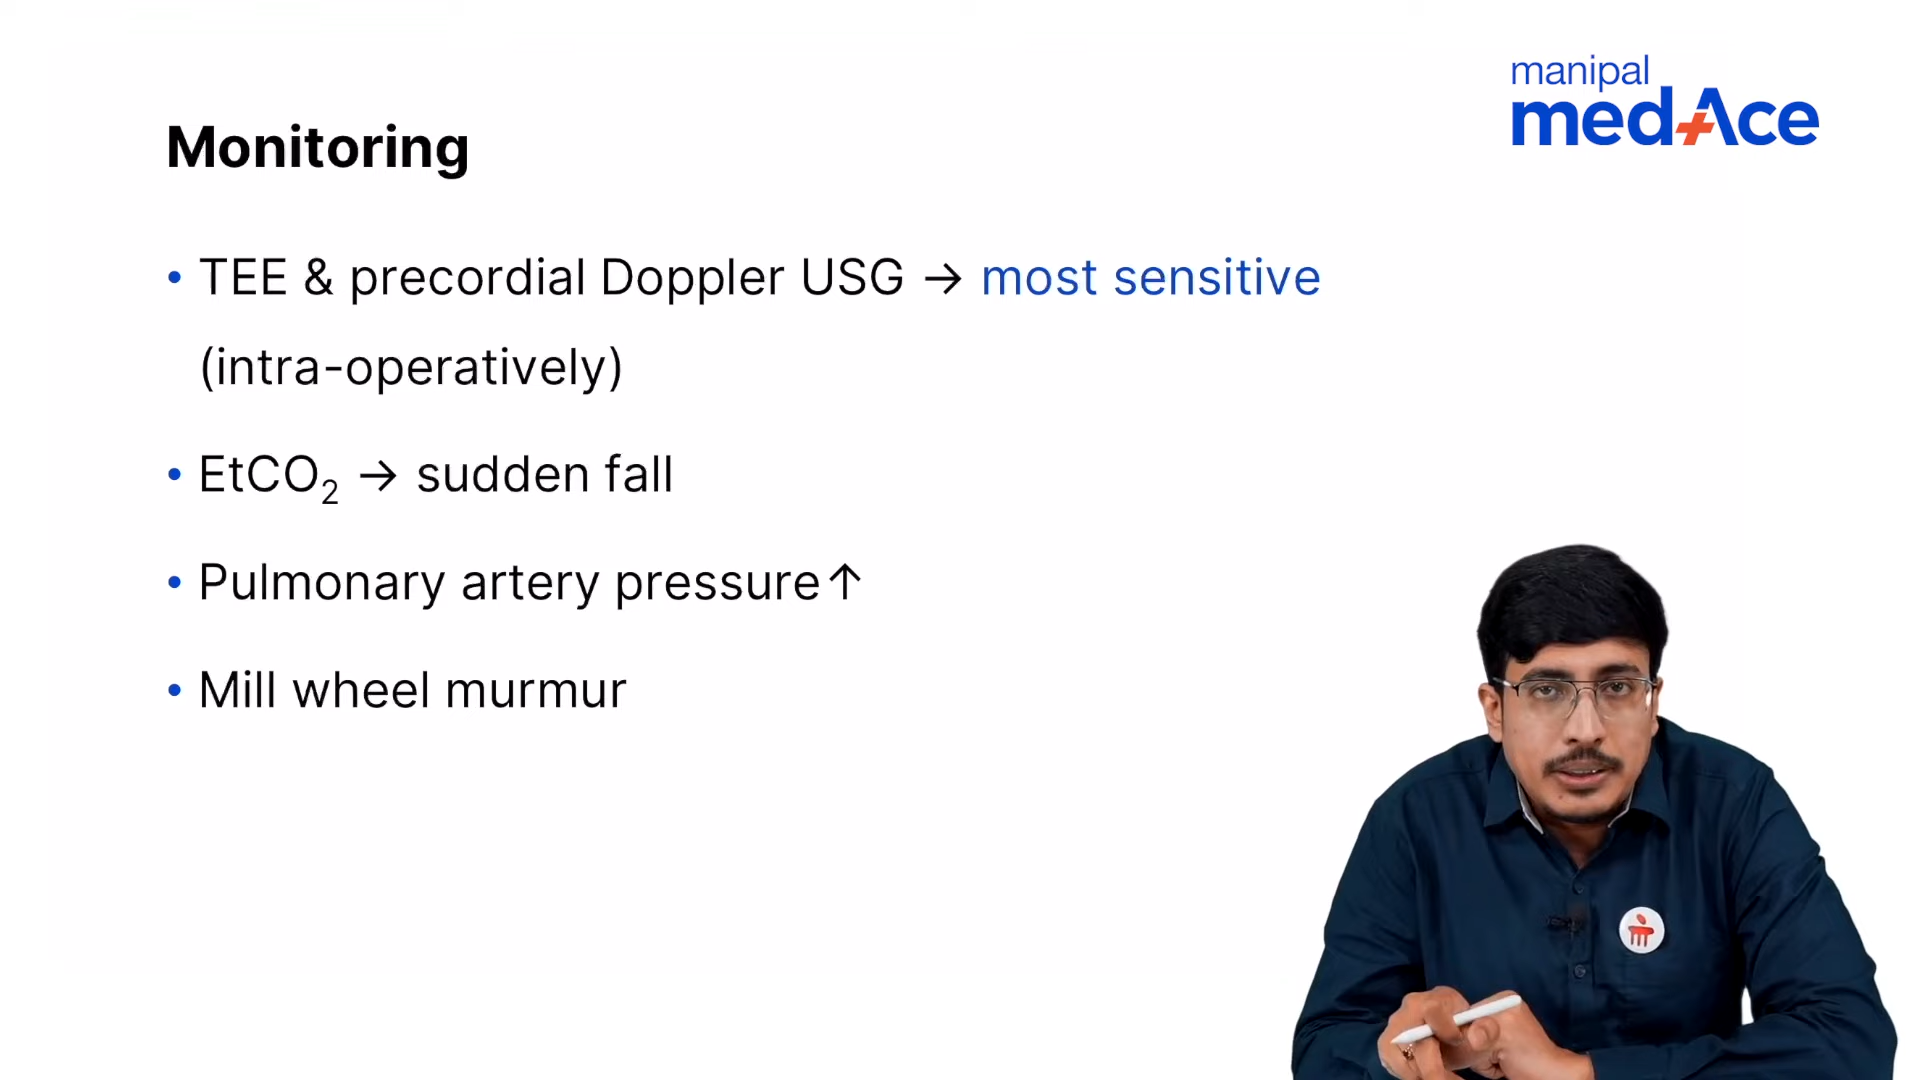 manipal
medAce
Monitoring
• TEE & precordial Doppler USG → most sensitive
(intra-operatively)
• EtCO₂ → sudden fall
• Pulmonary artery pressure↑
• Mill wheel murmur